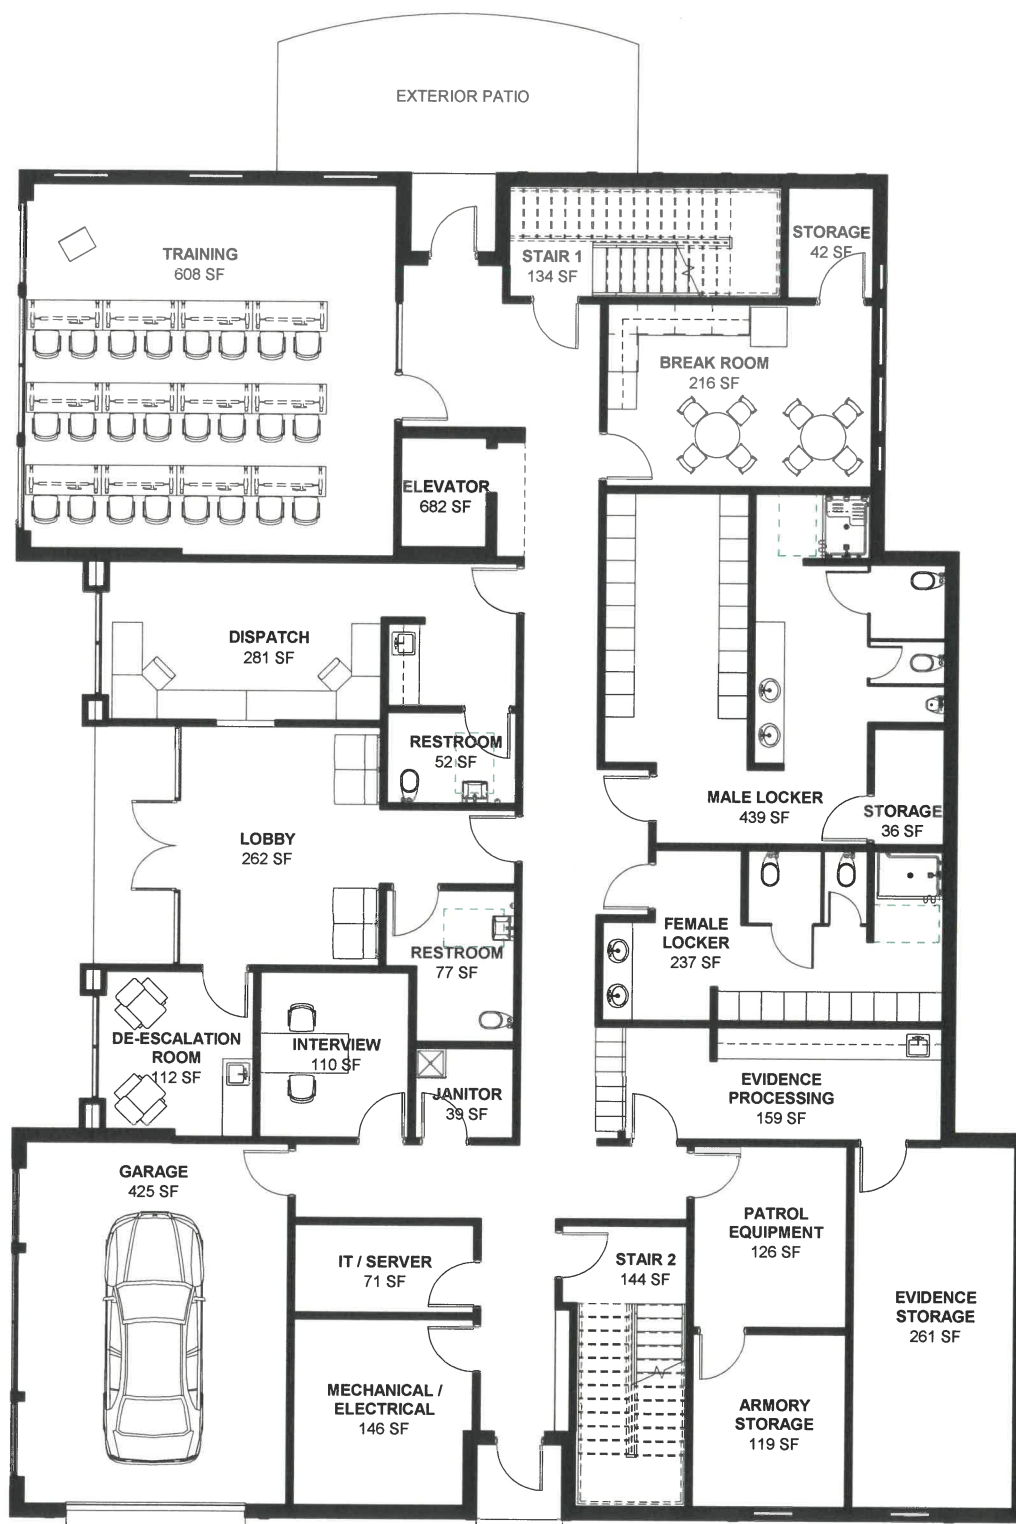 EXTERIOR PATIO
TRAINING
608 SF
STAIR 1
134 SF
STORAGE
42 SF
BREAK ROOM
216 SF
ELEVATOR
682 SF
DISPATCH
281 SF
RESTROOM
52 SF
LOBBY
262 SF
MALE LOCKER
439 SF
STORAGE
36 SF
RESTROOM
77 SF
FEMALE
LOCKER
237 SF
DE-ESCALATION
ROOM
112 SF
INTERVIEW
110 SF
JANITOR
39 SF
EVIDENCE
PROCESSING
159 SF
GARAGE
425 SF
IT / SERVER
71 SF
STAIR 2
144 SF
PATROL
EQUIPMENT
126 SF
EVIDENCE
STORAGE
261 SF
MECHANICAL /
ELECTRICAL
146 SF
ARMORY
STORAGE
119 SF